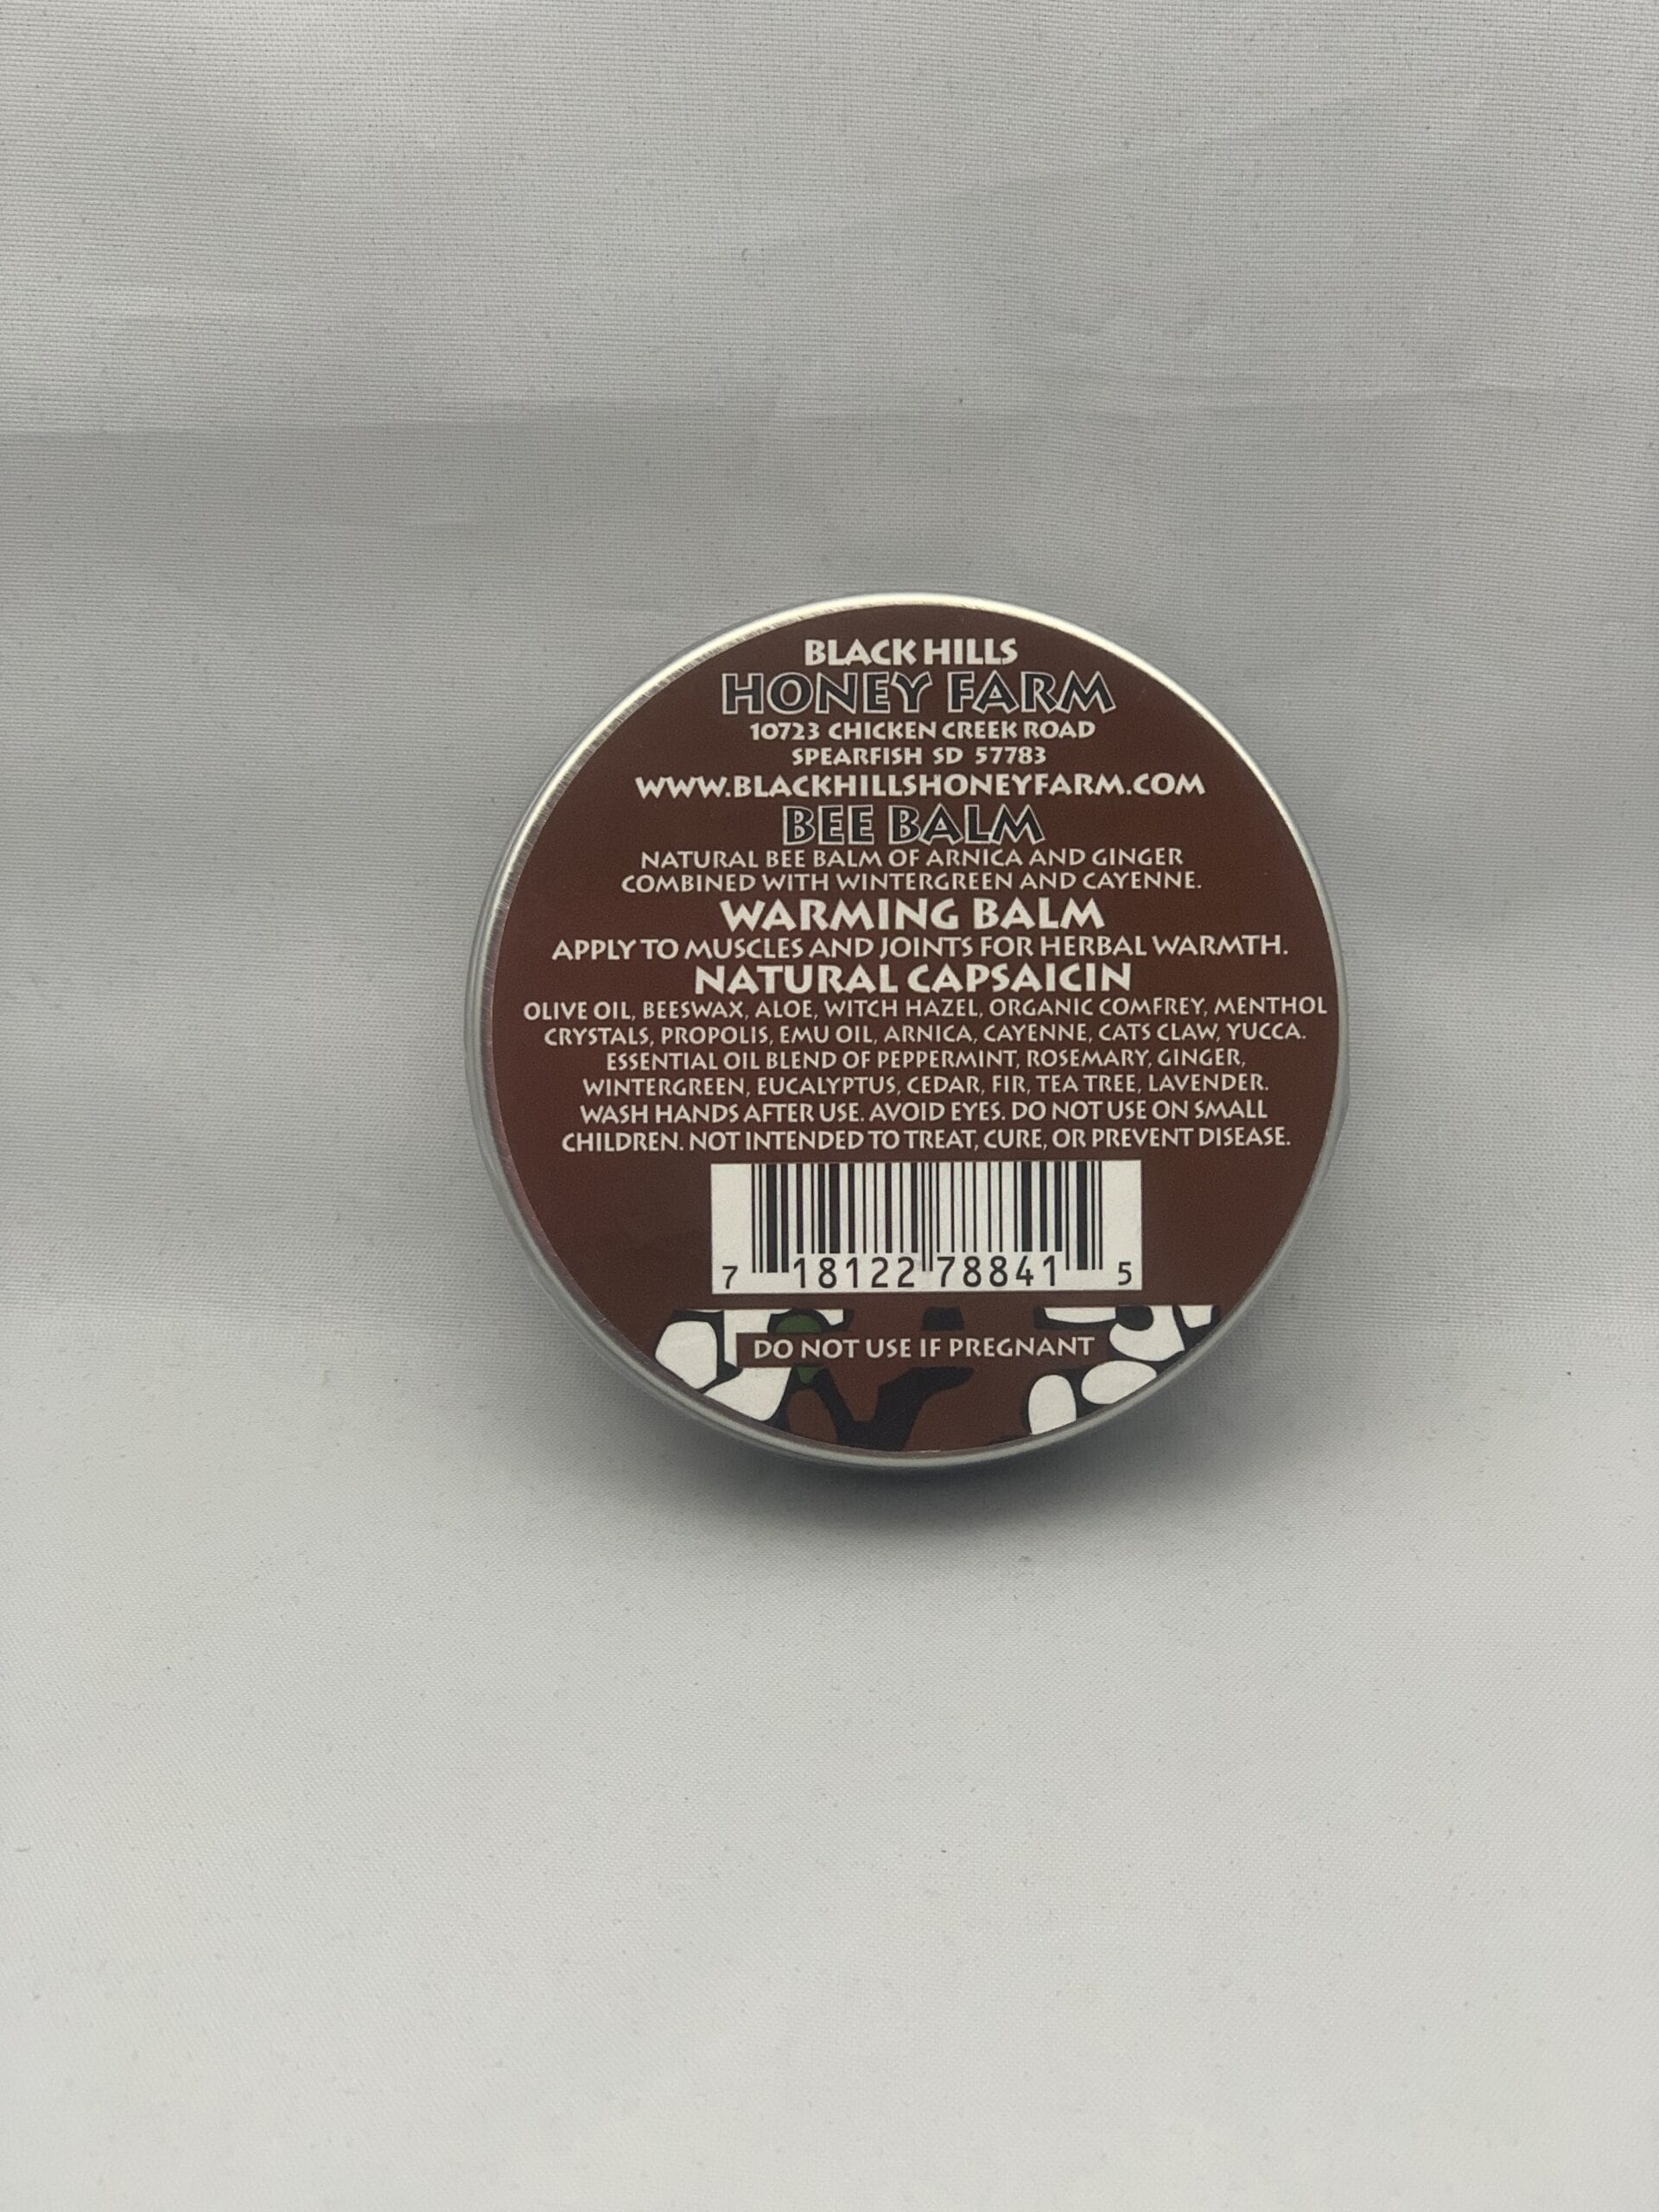 BLACK HILLS
HONEY FARM
10723 CHICKEN CREEK ROAD
SPEARFISH SD 57783
WWW.BLACKHILLSHONEYFARM.COM
BEE BALM
NATURAL BEE BALM OF ARNICA AND GINGER
COMBINED WITH WINTERGREEN AND CAYENNE.
WARMING BALM
APPLY TO MUSCLES AND JOINTS FOR HERBAL WARMTH.
NATURAL CAPSAICIN
OLIVE OIL, BEESWAX, ALOE, WITCH HAZEL, ORGANIC COMFREY, MENTHOL
CRYSTALS, PROPOLIS, EMU OIL, ARNICA, CAYENNE, CATS CLAW, YUCCA.
ESSENTIAL OIL BLEND OF PEPPERMINT, ROSEMARY, GINGER,
WINTERGREEN, EUCALYPTUS, CEDAR, FIR, TEA TREE, LAVENDER.
WASH HANDS AFTER USE. AVOID EYES. DO NOT USE ON SMALL
CHILDREN. NOT INTENDED TO TREAT, CURE, OR PREVENT DISEASE.
7 18122 78841 5
DO NOT USE IF PREGNANT